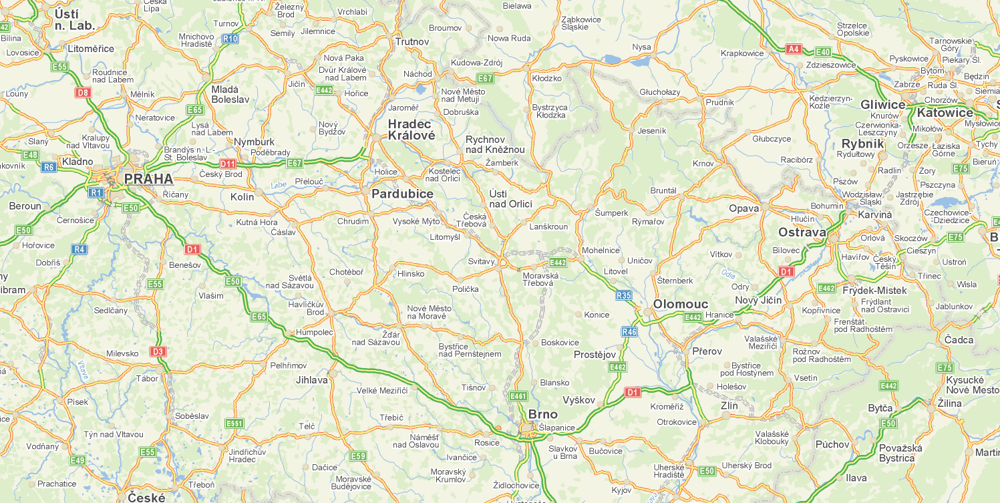 Česká
Lípa
Ústí
n. Lab.
Železný
Brod
Vrchlabí
Bielawa
Turnov
Semily
Jilemnice
Broumov
Ząbkowice
Śląskie
Nowa Ruda
Strzelce
Opolskie
42
Bílina
Lovosice
Litoměřice
Mnichovo
Hradiště
R10
Trutnov
Nysa
Krapkowice
A4
E40
Tarnowskie
Góry
Piekary Śl.
Pyskowice
Zdzieszowice
Bytom
Będzin
E55
Roudnice
nad Labem
Nová Paka
Dvůr Králové
nad Labem
Náchod
Kudowa-Zdrój
E67
Kłodzko
Zabrze
Ruda Śl.
Siemia
Louny
D8
Mělník
Mladá
Boleslav
Jičín
E442
Hořice
Nové Město
nad Metují
Głuchołazy
Prudnik
Kędzierzyn-
Koźle
Gliwice
Chorzów
Katowice
E65
Jaroměř
Dobruška
Bystrzyca
Kłodzka
Knurów
Mysłowice
Neratovice
Lysá
nad Labem
Nový
Bydžov
Hradec
Králové
Jeseník
Czerwionka-
Leszczyny
Mikołów
Slaný
Kralupy
nad Vltavou
Nymburk
Poděbrady
Rychnov
nad Kněžnou
Głubczyce
Rybnik
Rydułtowy
Orzesze
Łaziska
Górne
Tychy
E48
R6
Kladno
Brandýs n. L.-
St. Boleslav
D11
E67
Žamberk
Krnov
Racibórz
Radlin
E75
Bieruń
akovník
PRAHA
Český Brod
Labe
Přelouč
Holice
Kostelec
nad Orlicí
Pszów
Żory
Pszczyna
R1
Říčany
Kolín
Pardubice
Ústí
nad Orlicí
Bruntál
Wodzisław
Śląski
Jastrzębie
Zdrój
Beroun
E50
Opava
Bohumín
Karviná
Czechowice-
Dziedzice
Černošice
Kutná Hora
Čáslav
Chrudim
Vysoké Mýto
Česká
Třebová
Lanškroun
Šumperk
Rýmařov
Hlučín
E50
Litomyšl
Ostrava
Orlová
Skoczów
E75
Hořovice
R4
D1
Mohelnice
Uničov
Vítkov
Bílovec
Havířov
Český
Těšín
Cieszyn
Ustroń
Dobříš
Benešov
Svitavy
E442
Litovel
Odra
D1
Třinec
Chotěboř
Hlinsko
Moravská
Třebová
Šternberk
Odry
E462
Wisla
E55
E50
Světlá
nad Sázavou
Polička
R35
Nový Jičín
Frýdek-Místek
íbram
Vlašim
Havlíčkův
Brod
Olomouc
E442
Hranice
Kopřivnice
Frýdlant
nad Ostravicí
Jablunkov
Sedlčany
E65
Nové Město
na Moravě
Konice
R46
Frenštát
pod Radhoštěm
Humpolec
Žďár
nad Sázavou
Bystřice
nad Pernštejnem
Boskovice
Valašské
Meziříčí
Čadca
Milevsko
D3
Prostějov
Přerov
Rožnov
pod Radhoštěm
Vltava
Pelhřimov
E462
Bystřice
pod Hostýnem
E75
Tábor
Jihlava
Velké Meziříčí
Tišnov
Blansko
Holešov
Vsetín
E442
Kysucké
Nové Mesto
E461
Vyškov
D1
Kroměříž
Zlín
Bytča
Žilina
Písek
Soběslav
E551
Třebíč
Brno
Šlapanice
Otrokovice
E50
Týn nad Vltavou
Telč
Náměšť
nad Oslavou
Rosice
Valašské
Klobouky
Vodňany
Jindřichův
Hradec
Slavkov
u Brna
Bučovice
Púchov
Považská
Bystrica
Martin
E49
E55
E59
Ivančice
Uherské
Hradiště
Uherský Brod
E50
Dačice
Moravské
Budějovice
Moravský
Krumlov
Židlochovice
Kyjov
Ilava
Prachatice
Třeboň
České